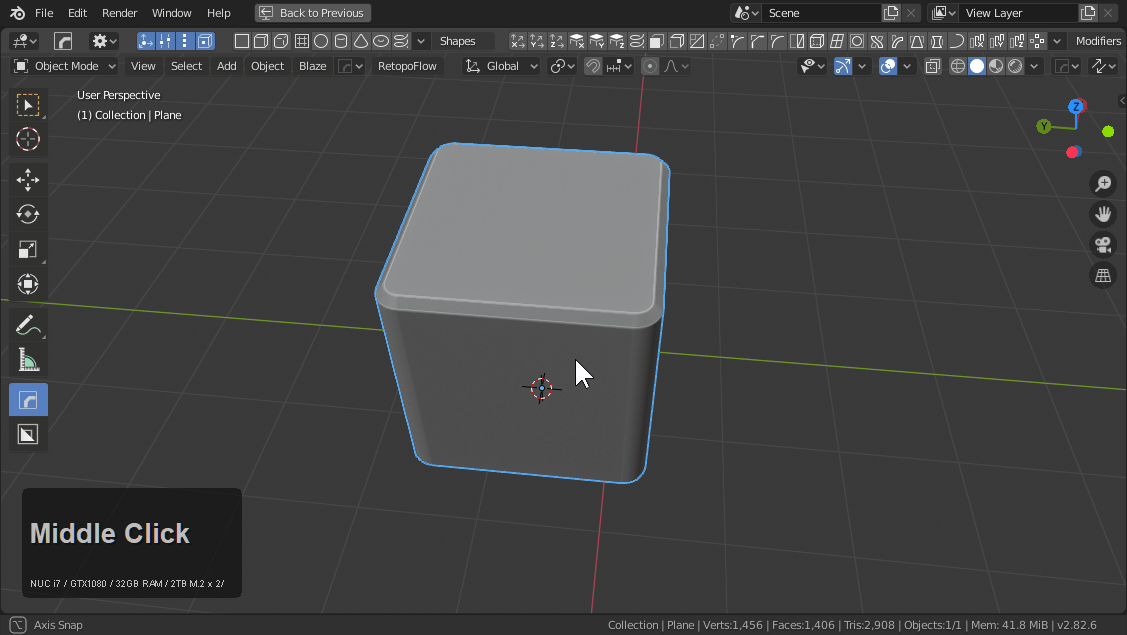 File Edit Render Window Help Back to Previous Scene View Layer
Shapes Modifiers
Object Mode View Select Add Object Blaze RetopoFlow Global
User Perspective
(1) Collection | Plane
Z
Y
Middle Click
NUC i7 / GTX1080 / 32GB RAM / 2TB M.2 x 2/
Axis Snap Collection | Plane | Verts:1,456 | Faces:1,406 | Tris:2,908 | Objects:1/1 | Mem: 41.8 MiB | v2.82.6